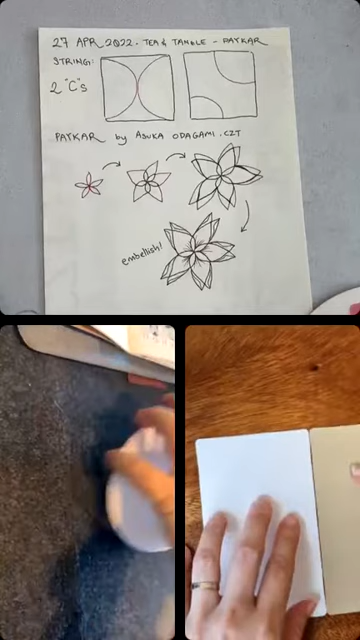 27 APR 2022 . TEA & TANGLE - PAYKAR
STRING:
2 "C"s
PAYKAR by ASUKA ODAGAMI . CZT
embellish!